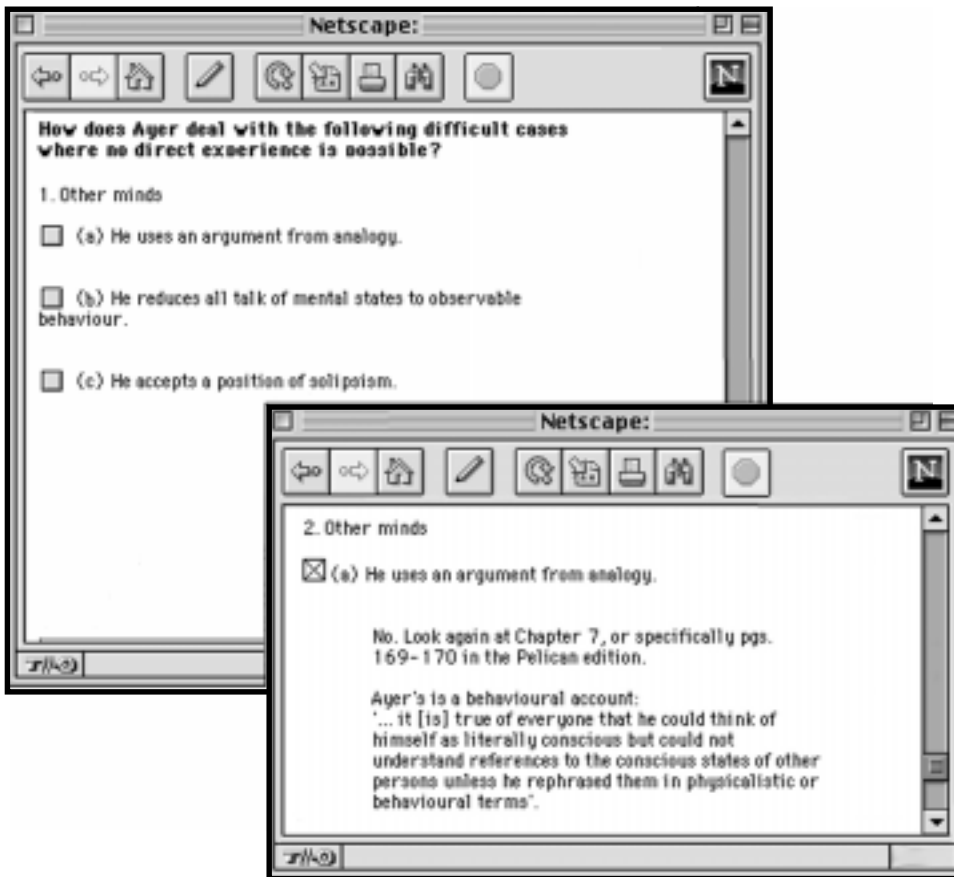 Netscape:
N
How does Ayer deal with the following difficult cases
where no direct experience is possible?
1. Other minds
(a) He uses an argument from analogy.
(b) He reduces all talk of mental states to observable
behaviour.
(c) He accepts a position of solipsism.
Netscape:
N
2. Other minds
(a) He uses an argument from analogy.
No. Look again at Chapter 7, or specifically pgs.
169-170 in the Pelican edition.
Ayer's is a behavioural account:
'... it [is] true of everyone that he could think of
himself as literally conscious but could not
understand references to the conscious states of other
persons unless he rephrased them in physicalistic or
behavioural terms'.